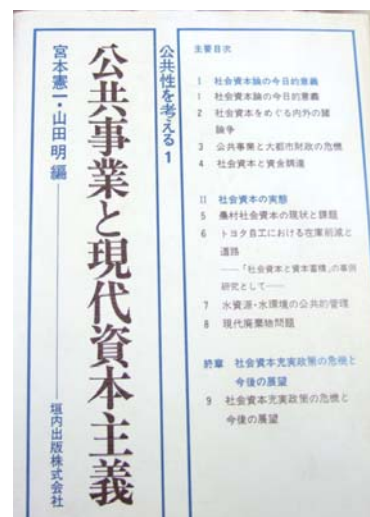 公共性を考える1
公共事業と現代資本主義
宮本憲一・山田明 編
垣内出版株式会社
主要目次
I 社会資本論の今日的意義
1 社会資本論の今日的意義
2 社会資本をめぐる内外の諸
論争
3 公共事業と大都市財政の危機
4 社会資本と資金調達
II 社会資本の実態
5 農村社会資本の現状と課題
6 トヨタ自工における在庫削減と
道路
——「社会資本と資本蓄積」の事例
研究として——
7 水資源・水環境の公共的管理
8 現代廃棄物問題
終章 社会資本充実政策の危機と
今後の展望
9 社会資本充実政策の危機と
今後の展望